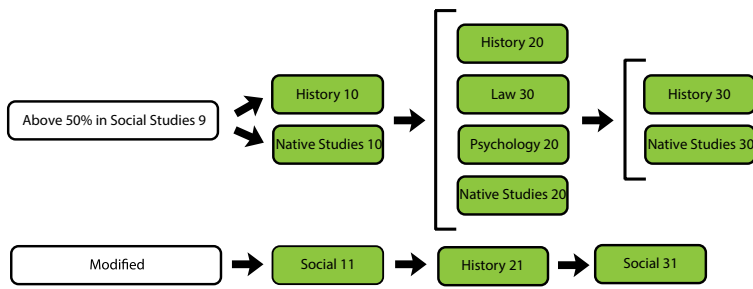 Above 50% in Social Studies 9
History 10
Native Studies 10
History 20
Law 30
Psychology 20
Native Studies 20
History 30
Native Studies 30
Modified
Social 11
History 21
Social 31